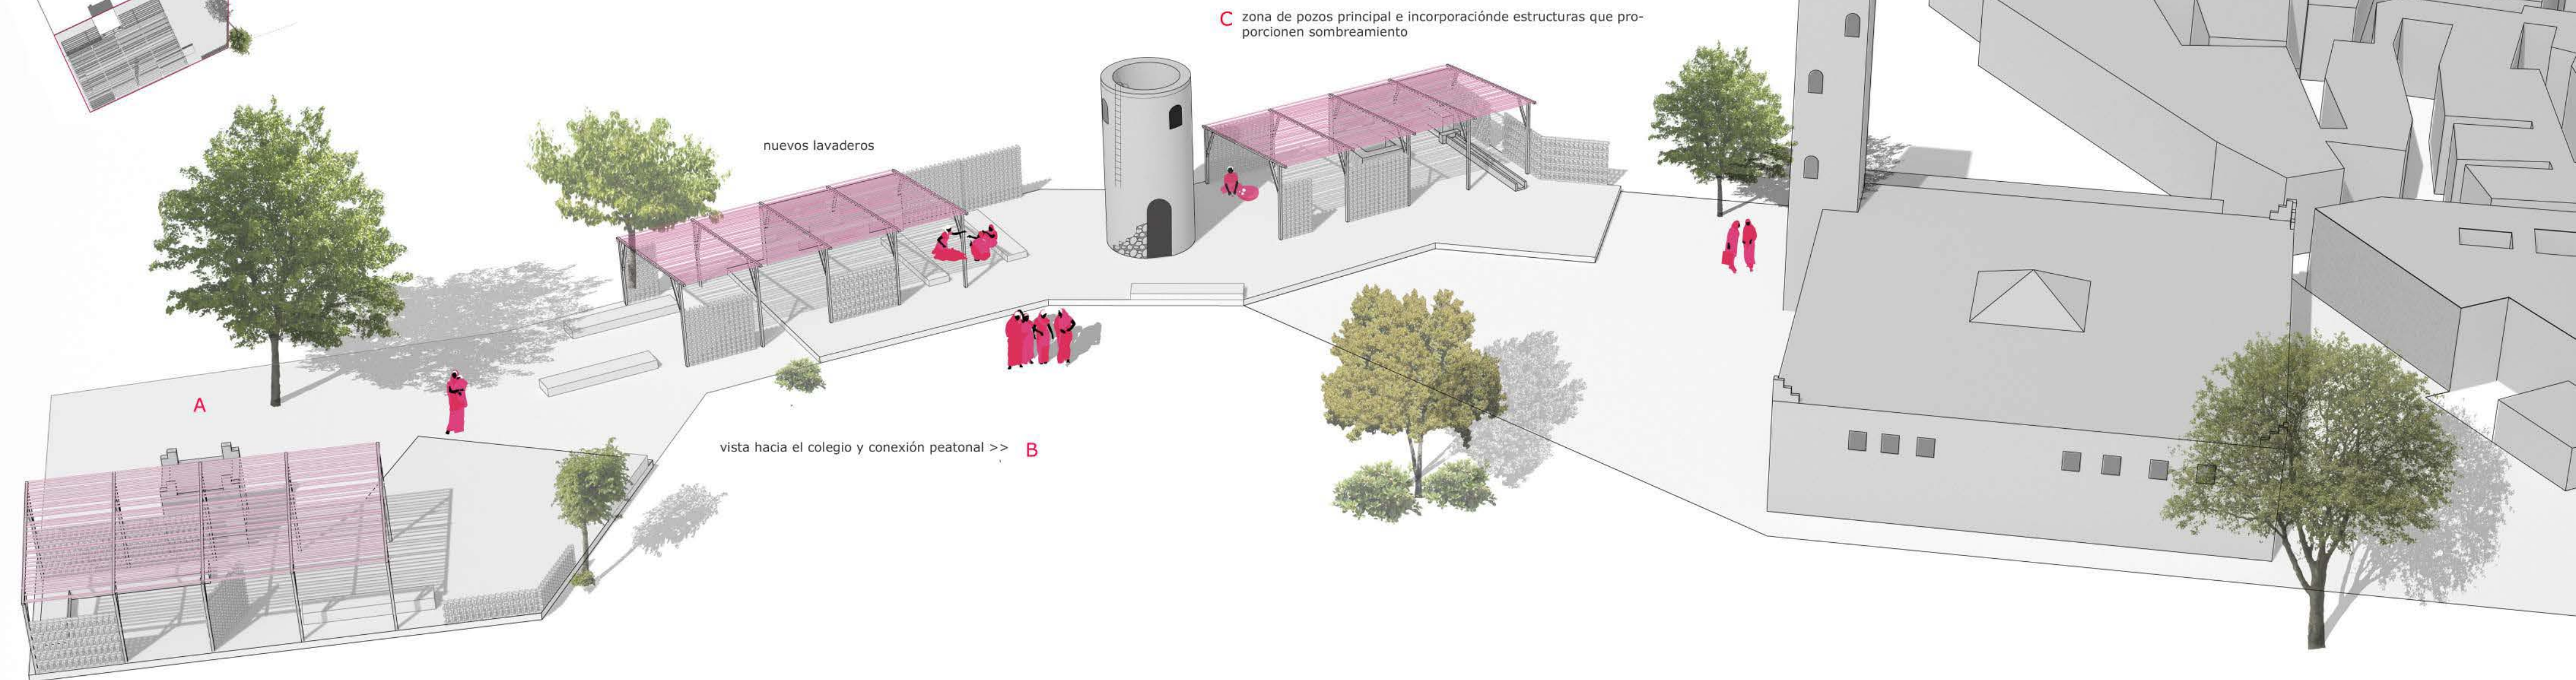 C zona de pozos principal e incorporaciónde estructuras que pro-
porcionen sombreamiento
nuevos lavaderos
A
vista hacia el colegio y conexión peatonal >> B